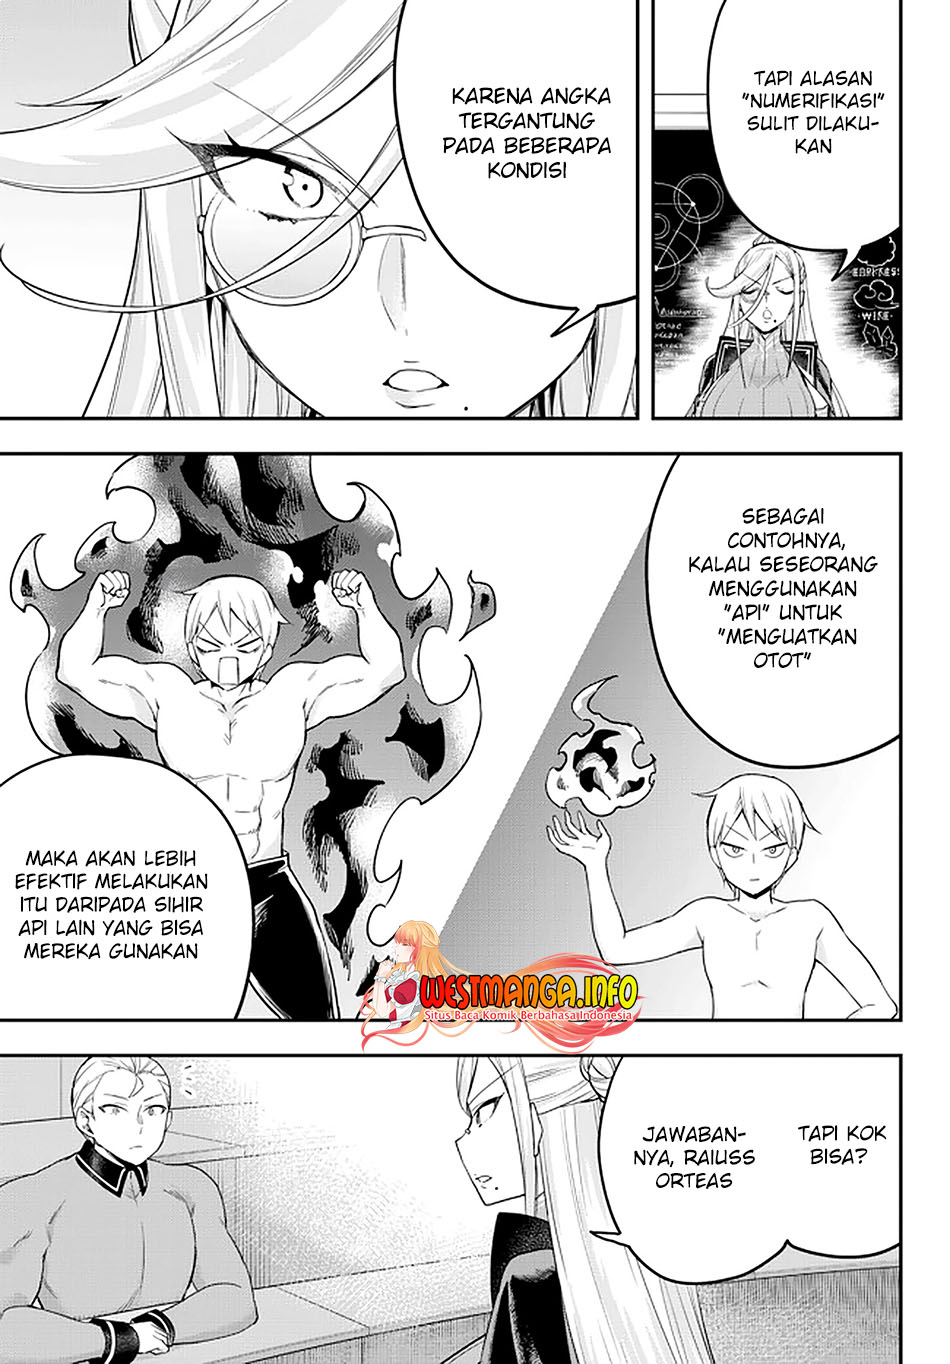 TAPI ALASAN
"NUMERIFIKASI"
SULIT DILAKU-
KAN
KARENA ANGKA
TERGANTUNG
PADA BEBERAPA
KONDISI
WIRE
SEBAGAI
CONTOHNYA,
KALAU SESEORANG
MENGGUNAKAN
"API" UNTUK
"MENGUATKAN
OTOT"
MAKA AKAN LEBIH
EFEKTIF MELAKUKAN
ITU DARIPADA SIHIR
API LAIN YANG BISA
MEREKA GUNAKAN
WESTMANGA.INFO
Situs Baca Komik Berbahasa Indonesia
TAPI KOK
BISA?
JAWABAN-
NYA, RAIUSS
ORTEAS